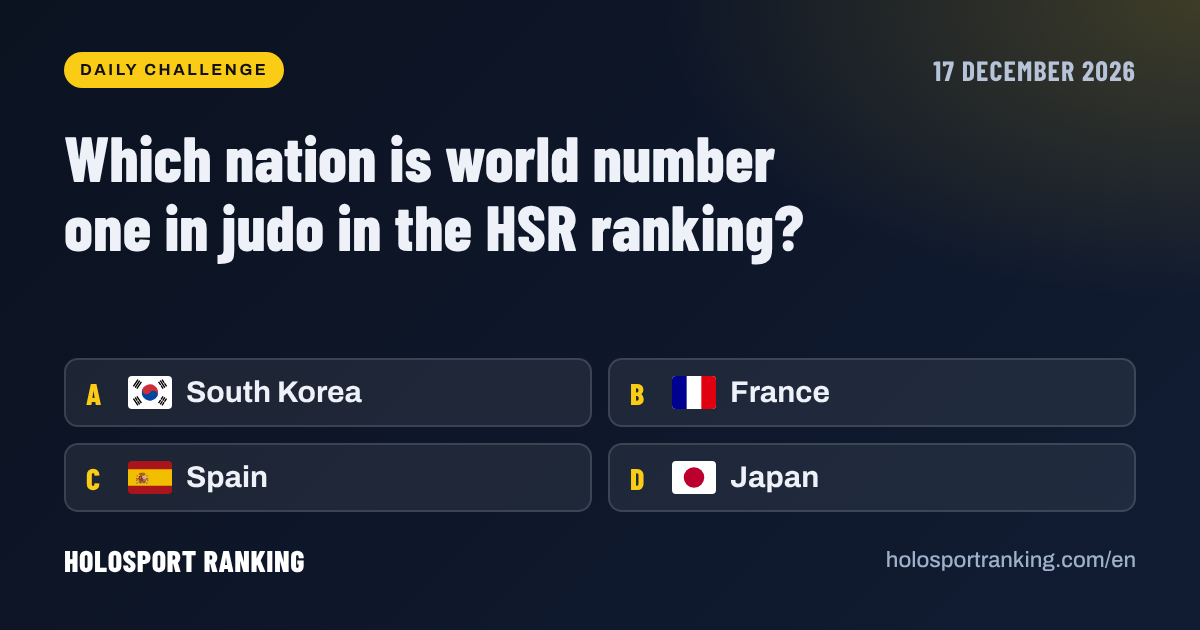 DAILY CHALLENGE
17 DECEMBER 2026
Which nation is world number
one in judo in the HSR ranking?
A South Korea
B France
C Spain
D Japan
HOLOSPORT RANKING
holosportranking.com/en